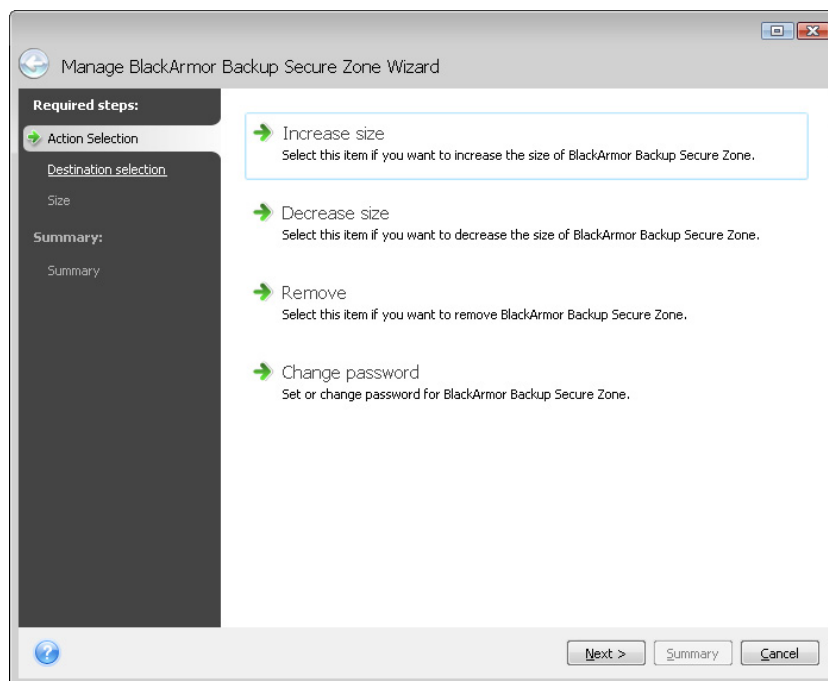 Manage BlackArmor Backup Secure Zone Wizard
Required steps:
Action Selection
Destination selection
Size
Summary:
Summary
Increase size
Select this item if you want to increase the size of BlackArmor Backup Secure Zone.
Decrease size
Select this item if you want to decrease the size of BlackArmor Backup Secure Zone.
Remove
Select this item if you want to remove BlackArmor Backup Secure Zone.
Change password
Set or change password for BlackArmor Backup Secure Zone.
Next >
Summary
Cancel